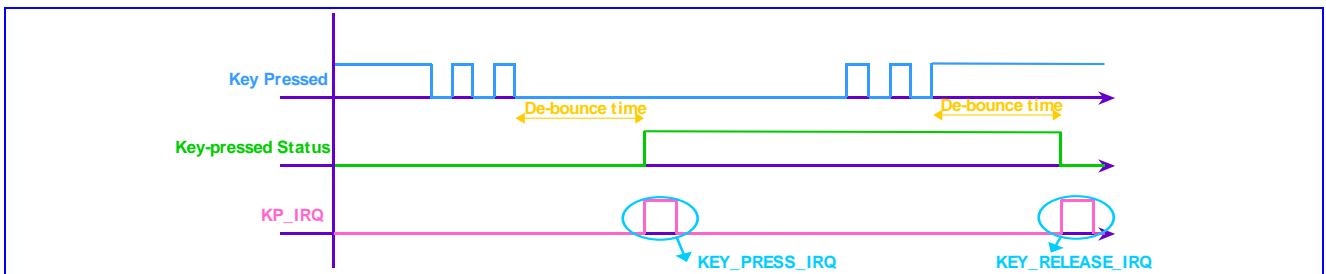 Key Pressed
De-bounce time
De-bounce time
Key-pressed Status
KP_IRQ
KEY_PRESS_IRQ
KEY_RELEASE_IRQ